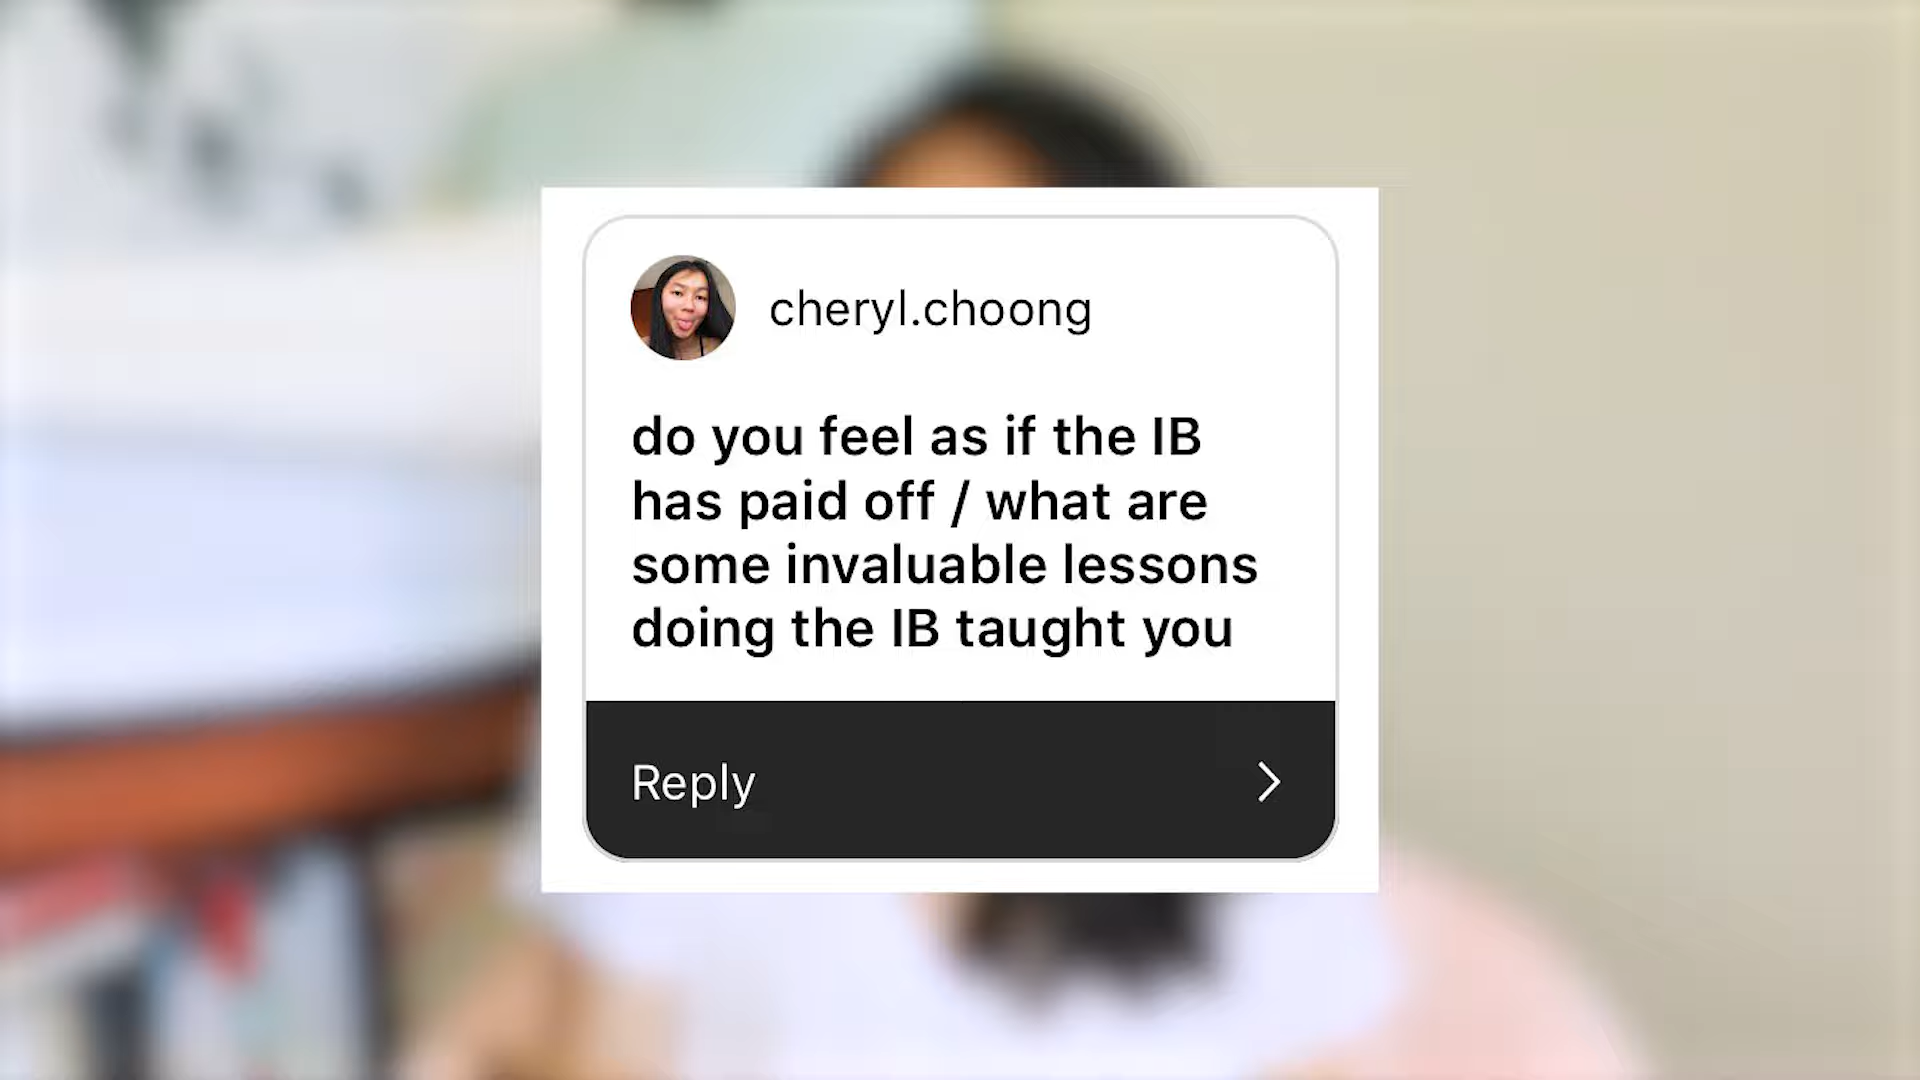 cheryl.choong
do you feel as if the IB
has paid off / what are
some invaluable lessons
doing the IB taught you
Reply